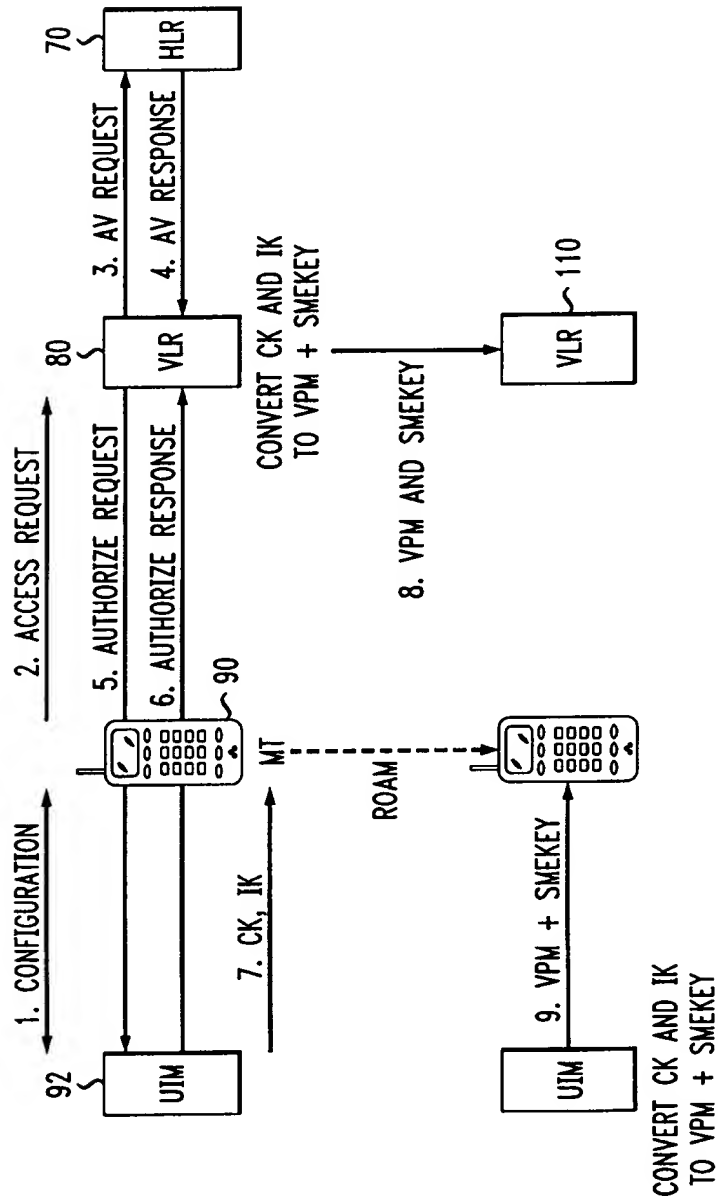 1. CONFIGURATION
2. ACCESS REQUEST
92
UIM
90
MT
5. AUTHORIZE REQUEST
6. AUTHORIZE RESPONSE
80
VLR
3. AV REQUEST
4. AV RESPONSE
70
HLR
7. CK, IK
CONVERT CK AND IK
TO VPM + SMEKEY
ROAM
8. VPM AND SMEKEY
UIM
9. VPM + SMEKEY
VLR
110
CONVERT CK AND IK
TO VPM + SMEKEY